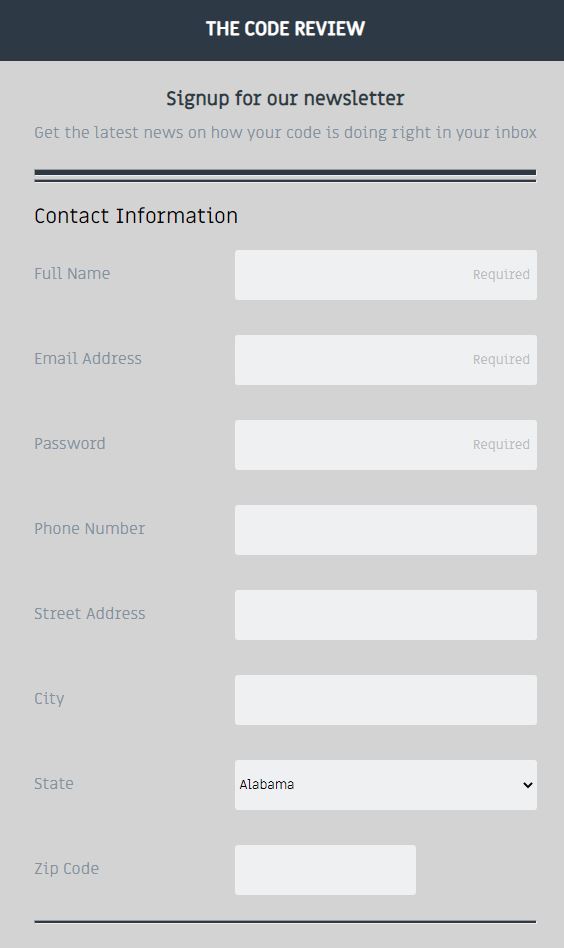 THE CODE REVIEW
Signup for our newsletter
Get the latest news on how your code is doing right in your inbox
Contact Information
Full Name
Required
Email Address
Required
Password
Required
Phone Number
Street Address
City
State
Alabama
Zip Code